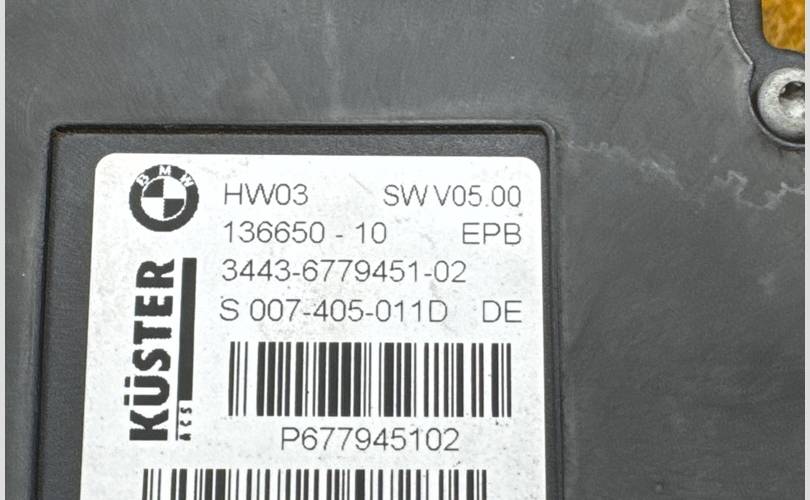 BMW
HW03 SW V05.00
136650 - 10 EPB
3443-6779451-02
S 007-405-011D DE
KÜSTER
ACS
P677945102